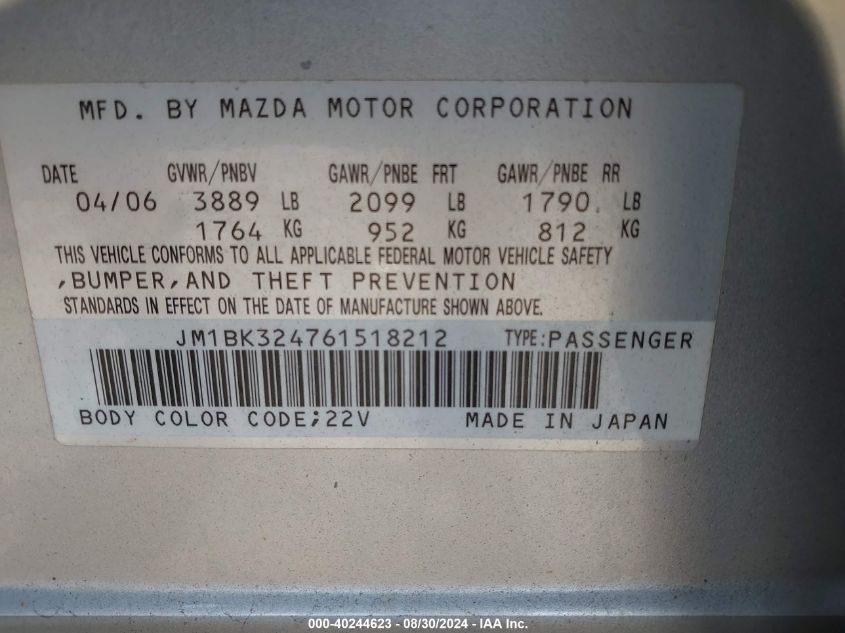 MFD. BY MAZDA MOTOR CORPORATION
DATE GVWR/PNBV GAWR/PNBE FRT GAWR/PNBE RR
04/06 3889 LB 2099 LB 1790 LB
1764 KG 952 KG 812 KG
THIS VEHICLE CONFORMS TO ALL APPLICABLE FEDERAL MOTOR VEHICLE SAFETY
,BUMPER,AND THEFT PREVENTION
STANDARDS IN EFFECT ON THE DATE OF MANUFACTURE SHOWN ABOVE.
JM1BK324761518212 TYPE:PASSENGER
BODY COLOR CODE;22V MADE IN JAPAN
000-40244623 - 08/30/2024 - IAA Inc.